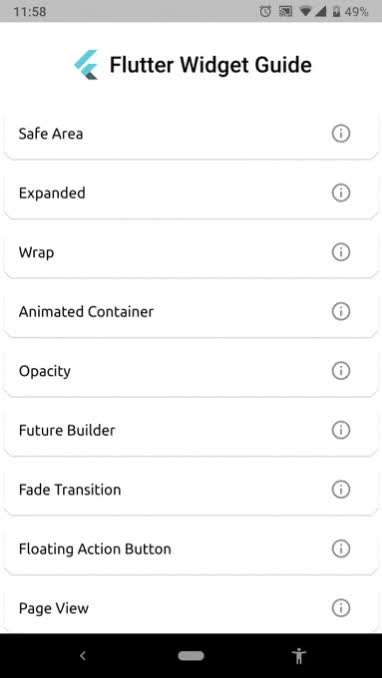 11:58 49%
Flutter Widget Guide
Safe Area
Expanded
Wrap
Animated Container
Opacity
Future Builder
Fade Transition
Floating Action Button
Page View